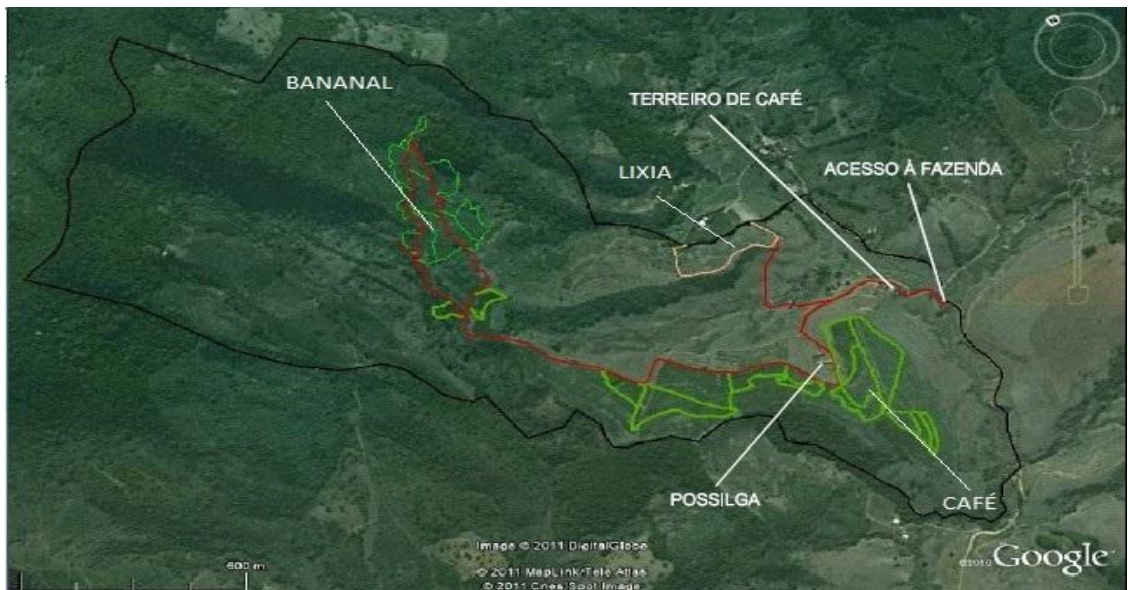 BANANAL
TERREIRO DE CAFÉ
LIXIA
ACESSO À FAZENDA
POSSILGA
CAFÉ
600 m
Image © 2011 DigitalGlobe
© 2011 MapLink/Tele Atlas
© 2011 Cnes/Spot Image
©2010 Google